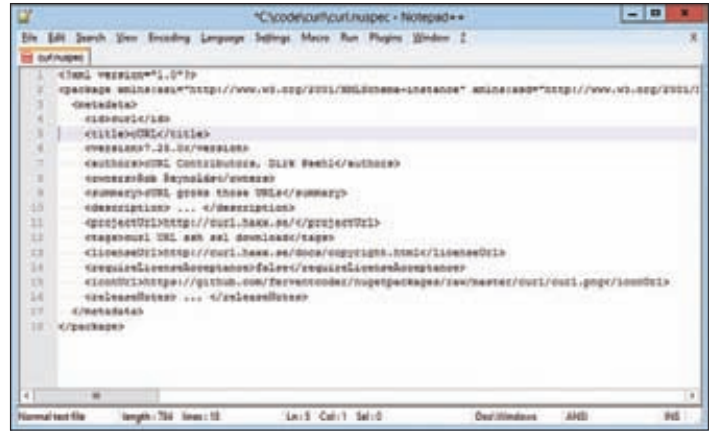 *C:\code\curl\curl.nuspec - Notepad++
File Edit Search View Encoding Language Settings Macro Run Plugins Window ?
X
curl.nuspec
1 <?xml version="1.0"?>
2 <package xmlns:xsi="http://www.w3.org/2001/XMLSchema-instance" xmlns:xsd="http://www.w3.org/2001/
3 <metadata>
4 <id>curl</id>
5 <title>cURL</title>
6 <version>7.28.0</version>
7 <authors>cURL Contributors, Dirk</authors>
8 <owners>Rob Reynolds</owners>
9 <summary>cURL groks those URLs</summary>
10 <description> ... </description>
11 <projectUrl>http://curl.haxx.se/</projectUrl>
12 <tags>curl URL ssh ssl download</tags>
13 <licenseUrl>http://curl.haxx.se/docs/copyright.html</licenseUrl>
14 <requireLicenseAcceptance>false</requireLicenseAcceptance>
15 <iconUrl>https://github.com/ferventcoder/nugetpackages/raw/master/curl/curl.png</iconUrl>
16 <releaseNotes> ... </releaseNotes>
17 </metadata>
18 </package>
Normal text file length : 784 lines : 18 Ln : 5 Col : 1 Sel : 0 Dos\Windows ANSI INS